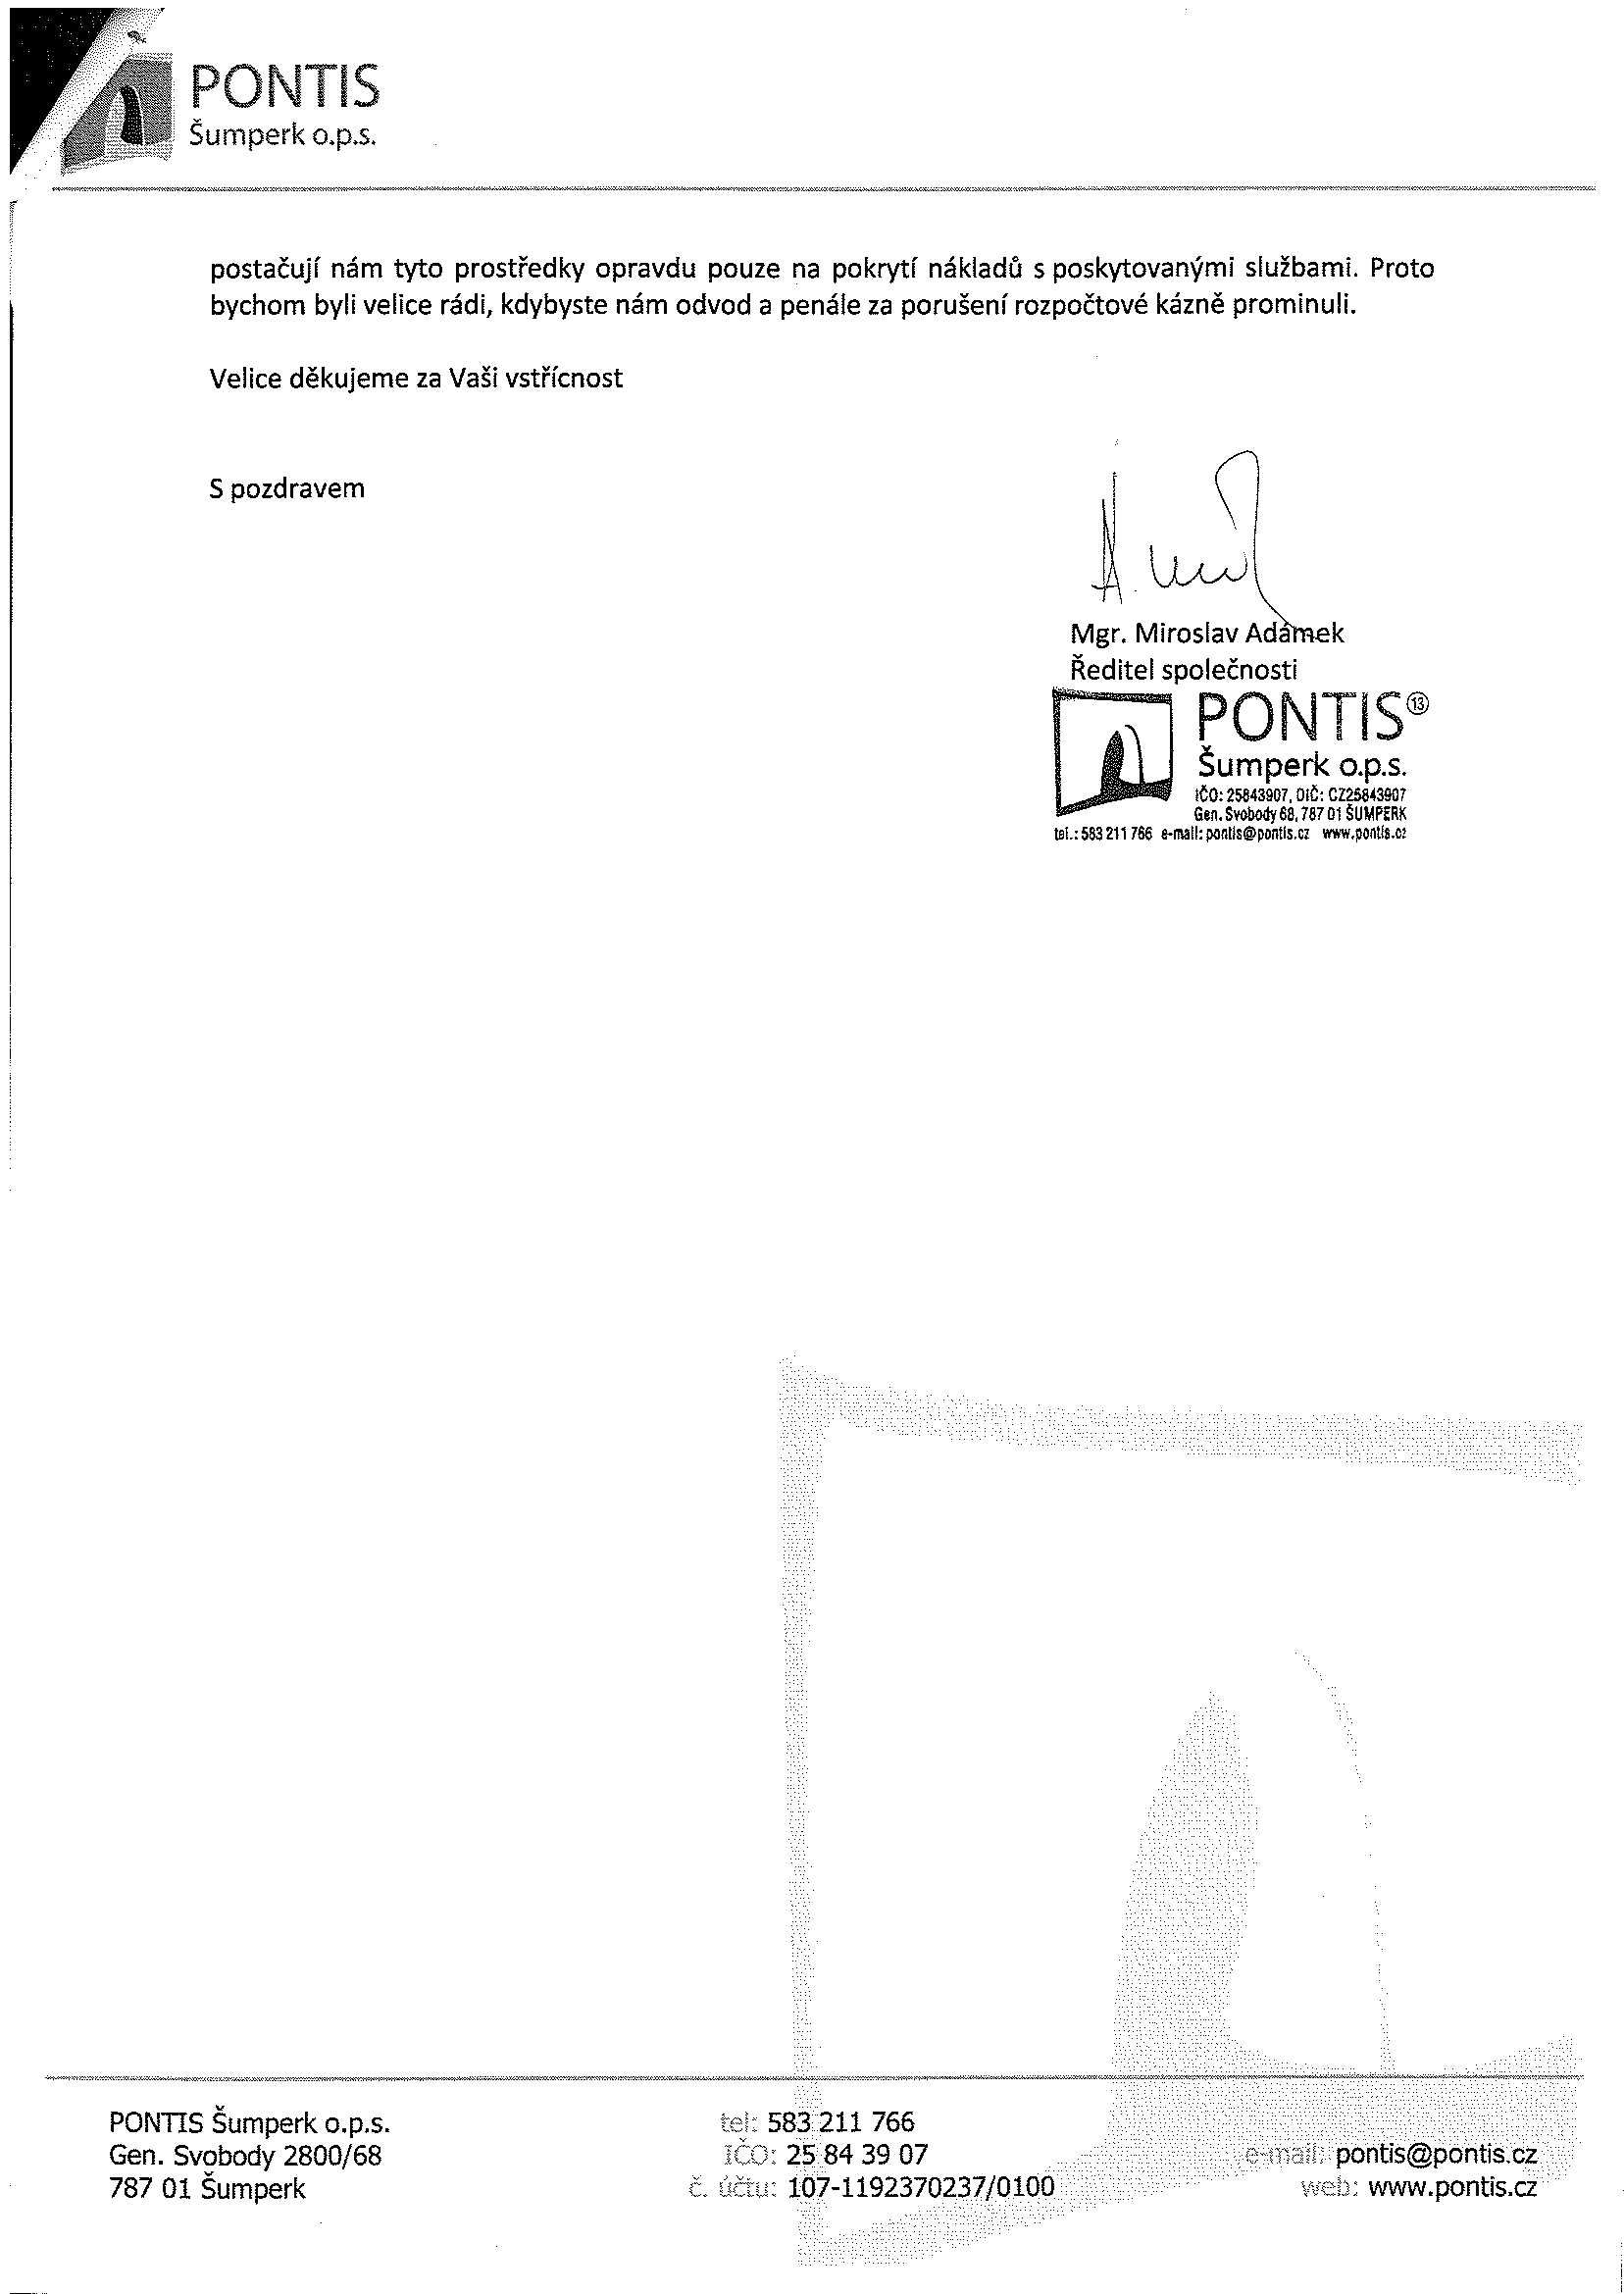 PONTIS
Šumperk o.p.s.
postačují nám tyto prostředky opravdu pouze na pokrytí nákladů s poskytovanými službami. Proto
bychom byli velice rádi, kdybyste nám odvod a penále za porušení rozpočtové kázně prominuli.
Velice děkujeme za Vaši vstřícnost
S pozdravem
Mgr. Miroslav Adámek
Ředitel společnosti
PONTIS 13
Šumperk o.p.s.
IČO: 25843907, DIČ: CZ25843907
Gen. Svobody 68, 787 01 ŠUMPERK
tel.: 583 211 766 e-mail: pontis@pontis.cz www.pontis.cz
PONTIS Šumperk o.p.s.
Gen. Svobody 2800/68
787 01 Šumperk
tel: 583 211 766
IČO: 25 84 39 07
č. účtu: 107-1192370237/0100
e-mail: pontis@pontis.cz
web: www.pontis.cz